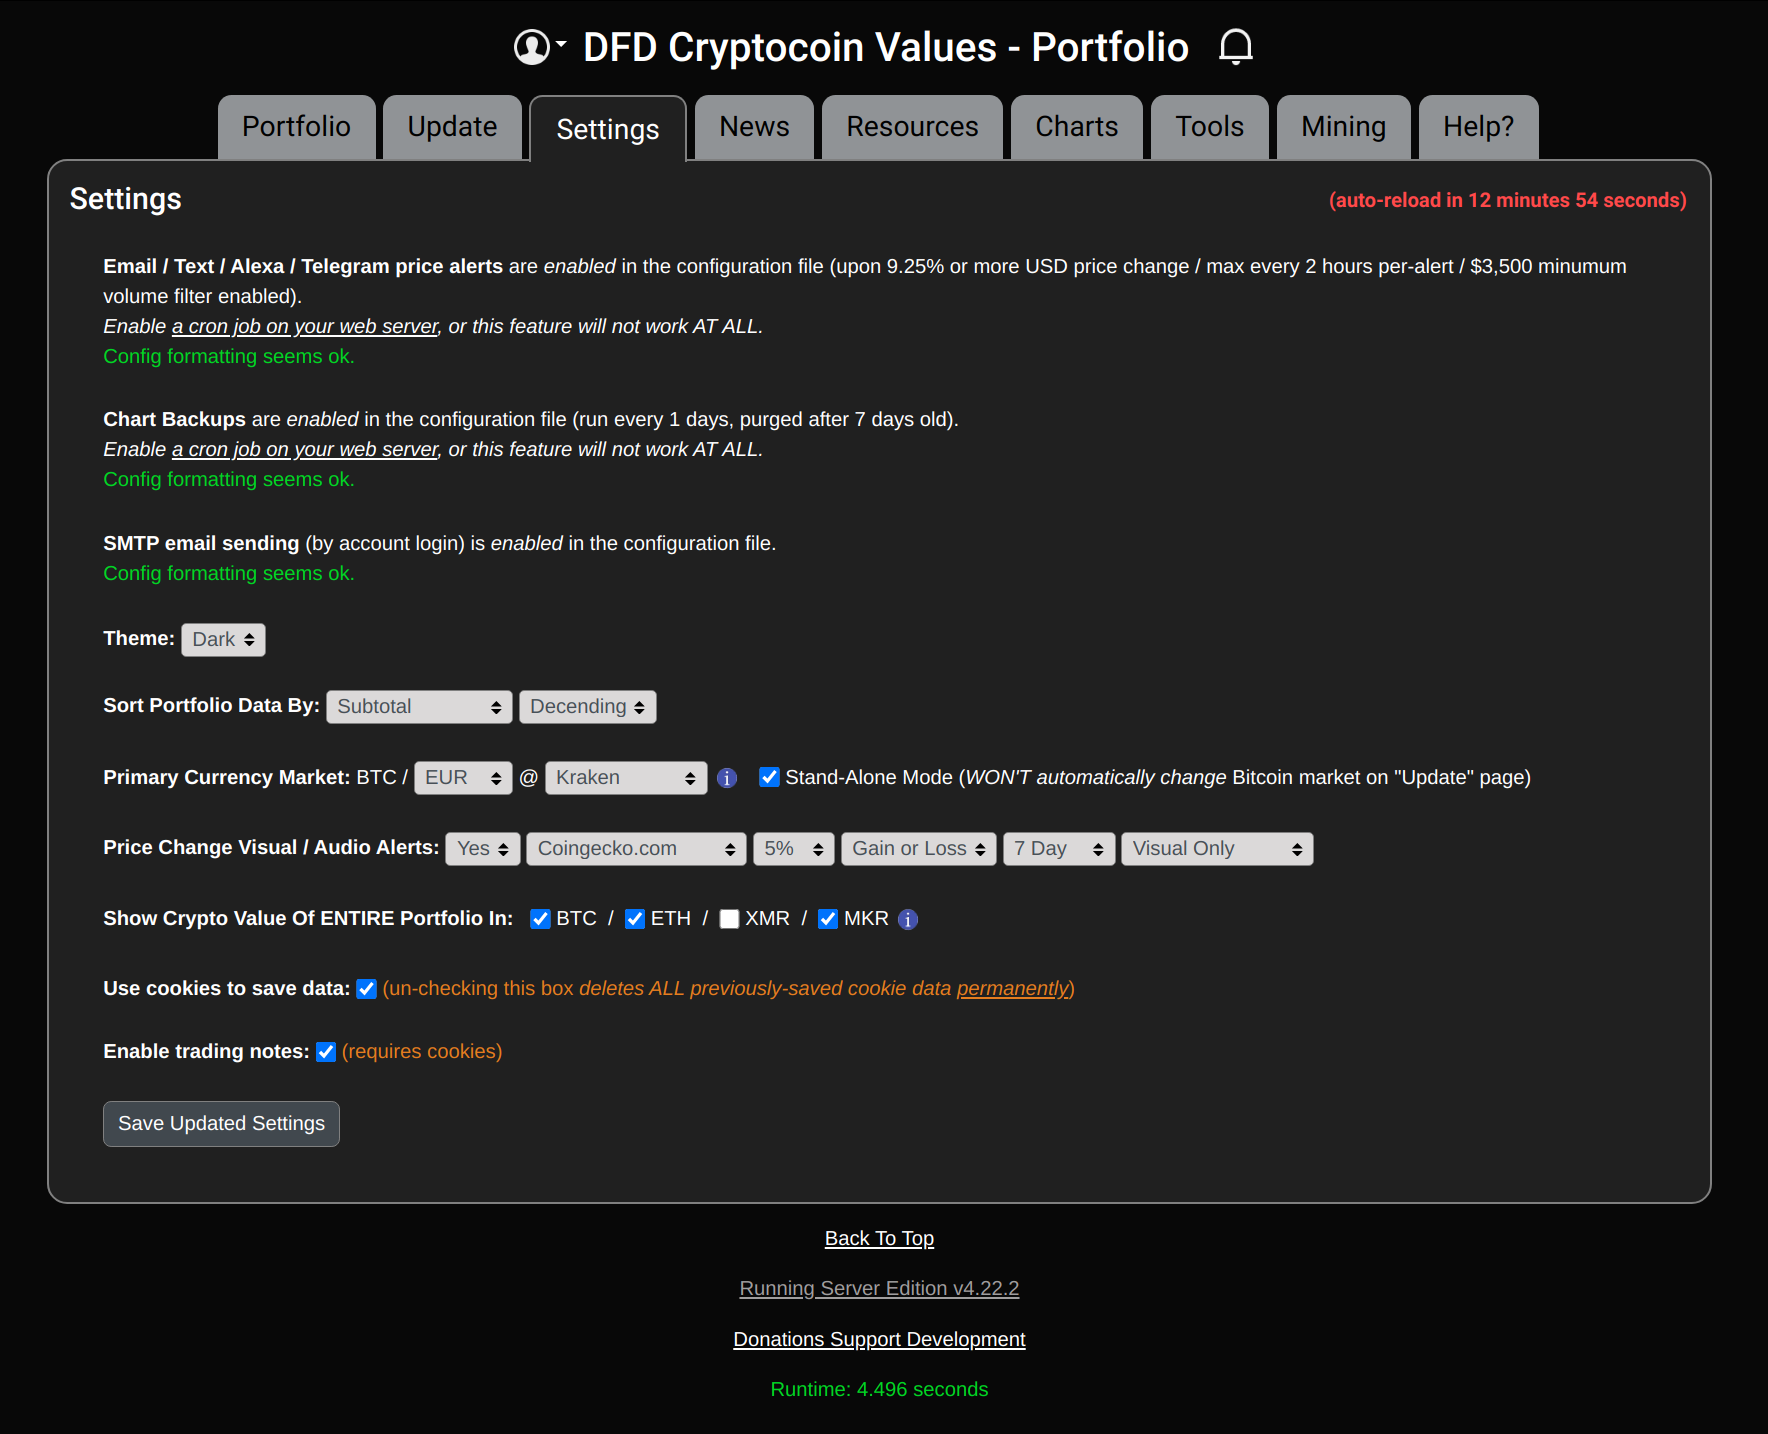 DFD Cryptocoin Values - Portfolio
Portfolio Update Settings News Resources Charts Tools Mining Help?
Settings (auto-reload in 12 minutes 54 seconds)
Email / Text / Alexa / Telegram price alerts are enabled in the configuration file (upon 9.25% or more USD price change / max every 2 hours per-alert / $3,500 minumum
volume filter enabled).
Enable a cron job on your web server, or this feature will not work AT ALL.
Config formatting seems ok.
Chart Backups are enabled in the configuration file (run every 1 days, purged after 7 days old).
Enable a cron job on your web server, or this feature will not work AT ALL.
Config formatting seems ok.
SMTP email sending (by account login) is enabled in the configuration file.
Config formatting seems ok.
Theme: Dark
Sort Portfolio Data By: Subtotal Decending
Primary Currency Market: BTC / EUR @ Kraken i Stand-Alone Mode (WON'T automatically change Bitcoin market on "Update" page)
Price Change Visual / Audio Alerts: Yes Coingecko.com 5% Gain or Loss 7 Day Visual Only
Show Crypto Value Of ENTIRE Portfolio In: BTC / ETH / XMR / MKR i
Use cookies to save data: (un-checking this box deletes ALL previously-saved cookie data permanently)
Enable trading notes: (requires cookies)
Save Updated Settings
Back To Top
Running Server Edition v4.22.2
Donations Support Development
Runtime: 4.496 seconds